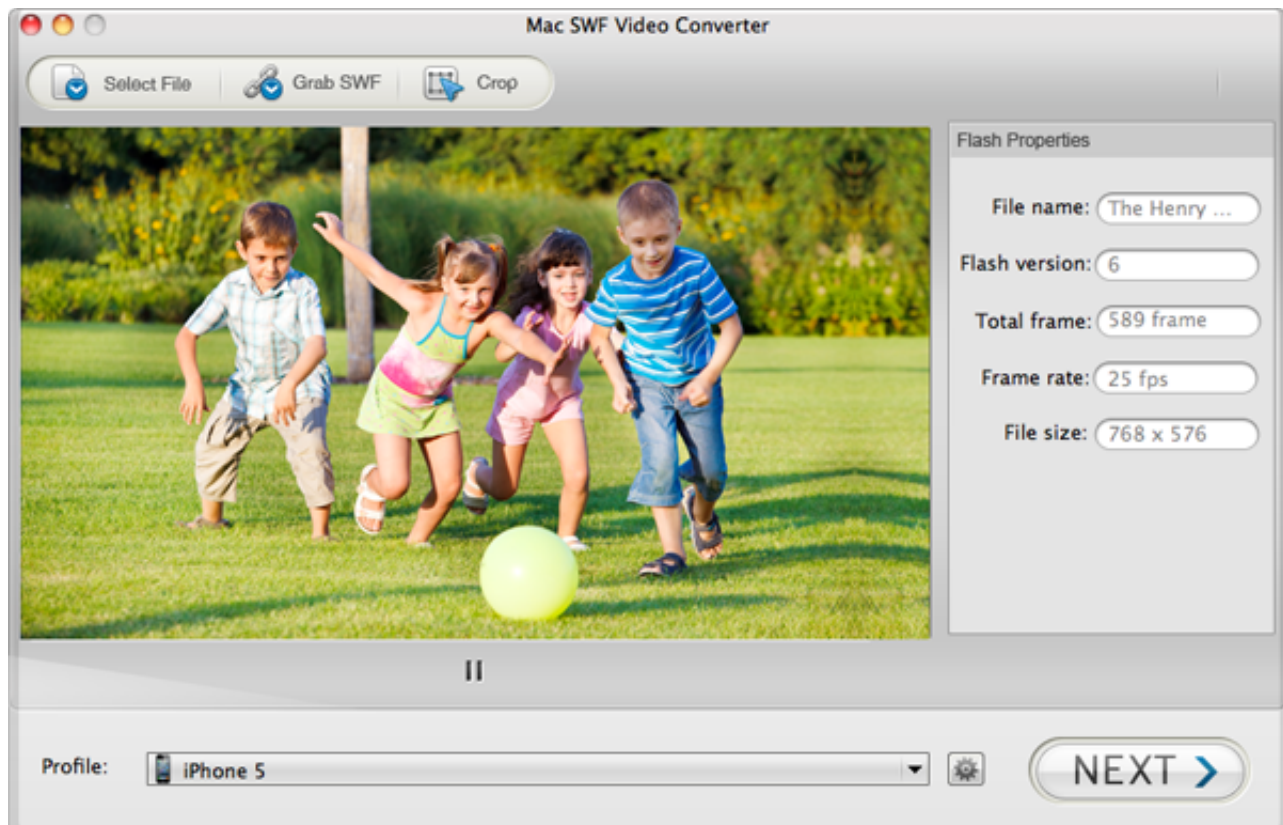 Mac SWF Video Converter
Select File
Grab SWF
Crop
Flash Properties
File name: The Henry ...
Flash version: 6
Total frame: 589 frame
Frame rate: 25 fps
File size: 768 x 576
Profile: iPhone 5
NEXT